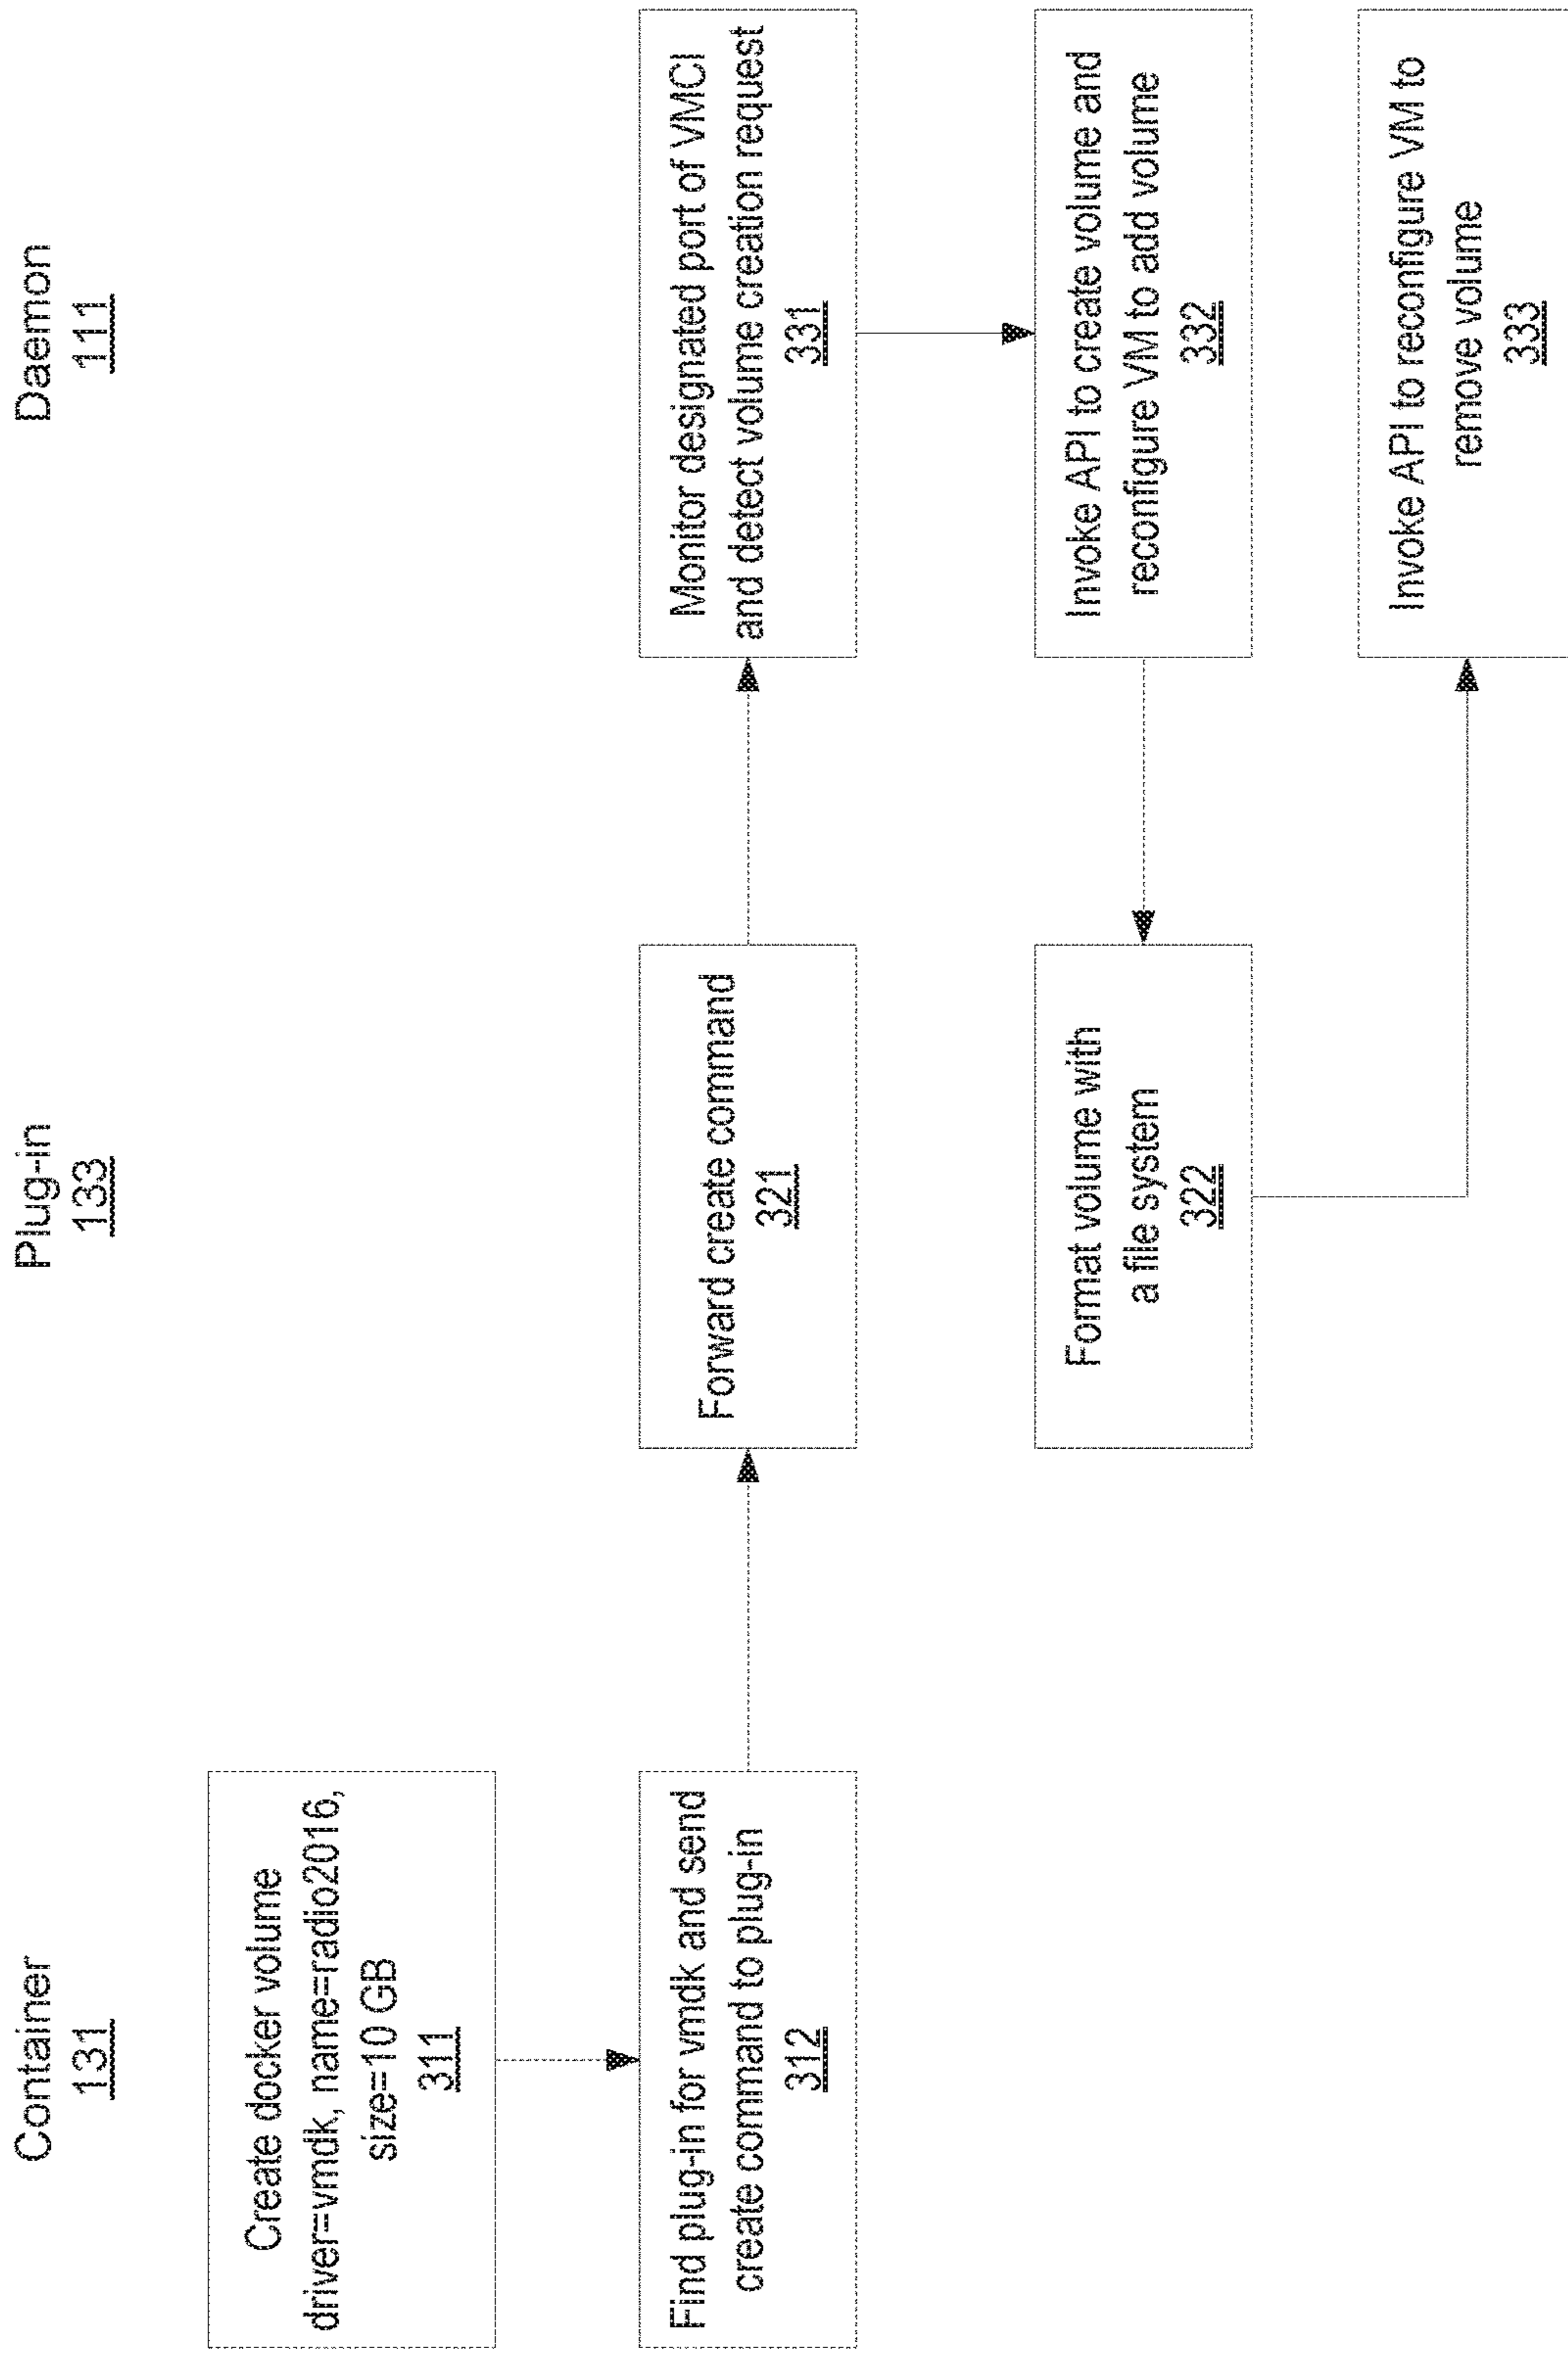 Container
131
Plug-in
133
Daemon
111
Create docker volume
driver=vmdk, name=radio2016,
size=10 GB
311
Find plug-in for vmdk and send
create command to plug-in
312
Forward create command
321
Monitor designated port of VMCI
and detect volume creation request
331
Format volume with
a file system
322
Invoke API to create volume and
reconfigure VM to add volume
332
Invoke API to reconfigure VM to
remove volume
333